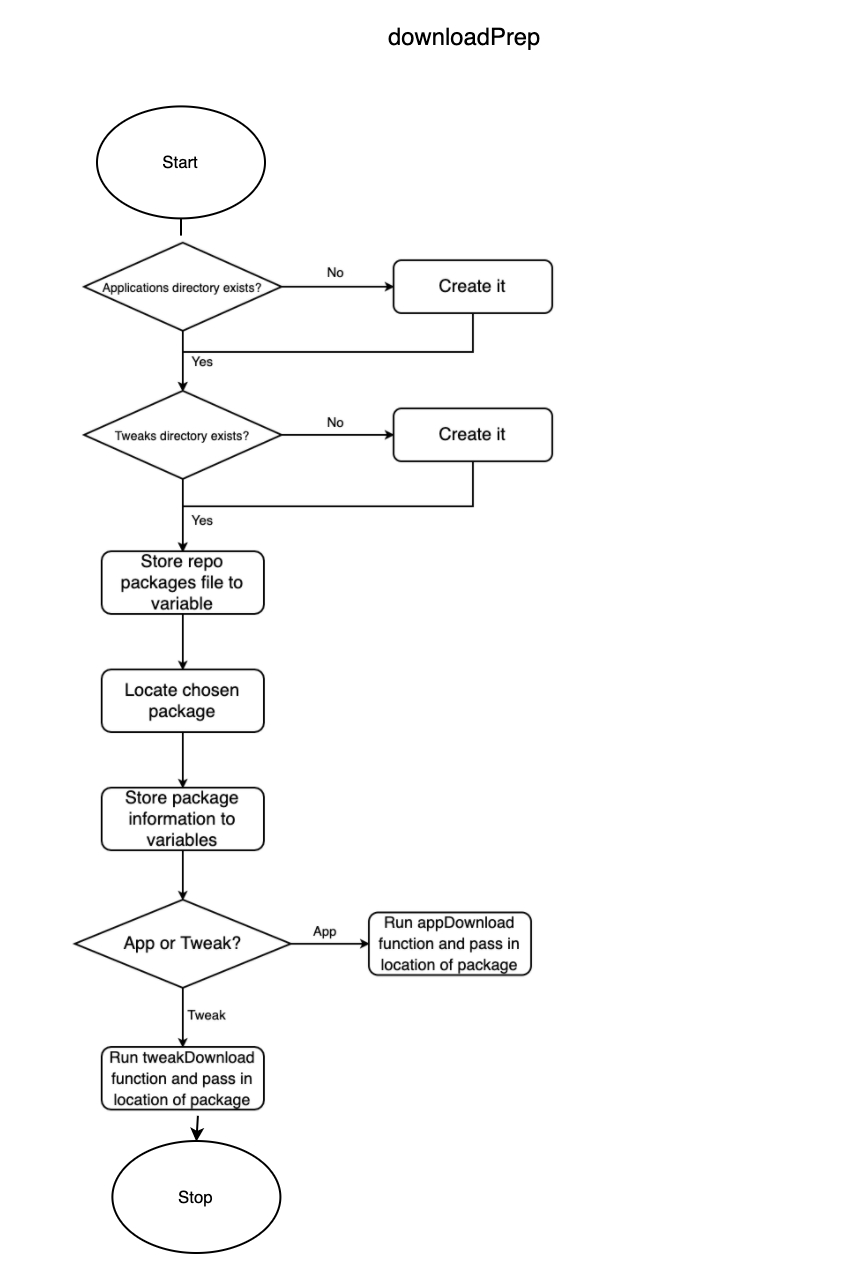 downloadPrep
Start
Applications directory exists?
No
Create it
Yes
Tweaks directory exists?
No
Create it
Yes
Store repo
packages file to
variable
Locate chosen
package
Store package
information to
variables
App or Tweak?
App
Run appDownload
function and pass in
location of package
Tweak
Run tweakDownload
function and pass in
location of package
Stop